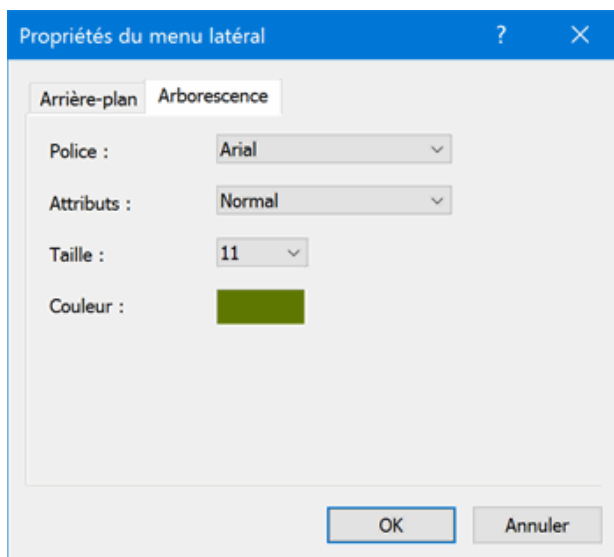 Propriétés du menu latéral ?
Arrière-plan Arborescence
Police : Arial
Attributs : Normal
Taille : 11
Couleur :
OK Annuler